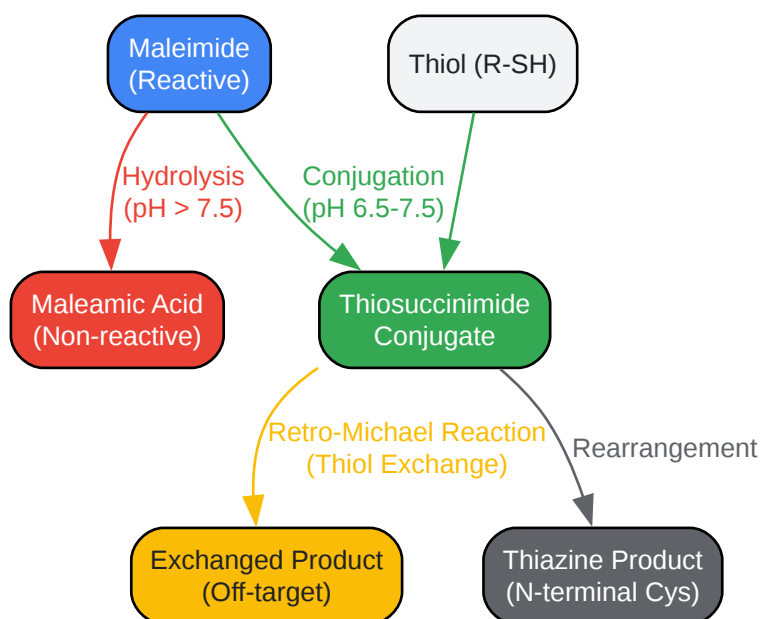 Maleimide
(Reactive)
Thiol (R-SH)
Hydrolysis
(pH > 7.5)
Conjugation
(pH 6.5-7.5)
Maleamic Acid
(Non-reactive)
Thiosuccinimide
Conjugate
Retro-Michael Reaction
(Thiol Exchange)
Rearrangement
Exchanged Product
(Off-target)
Thiazine Product
(N-terminal Cys)